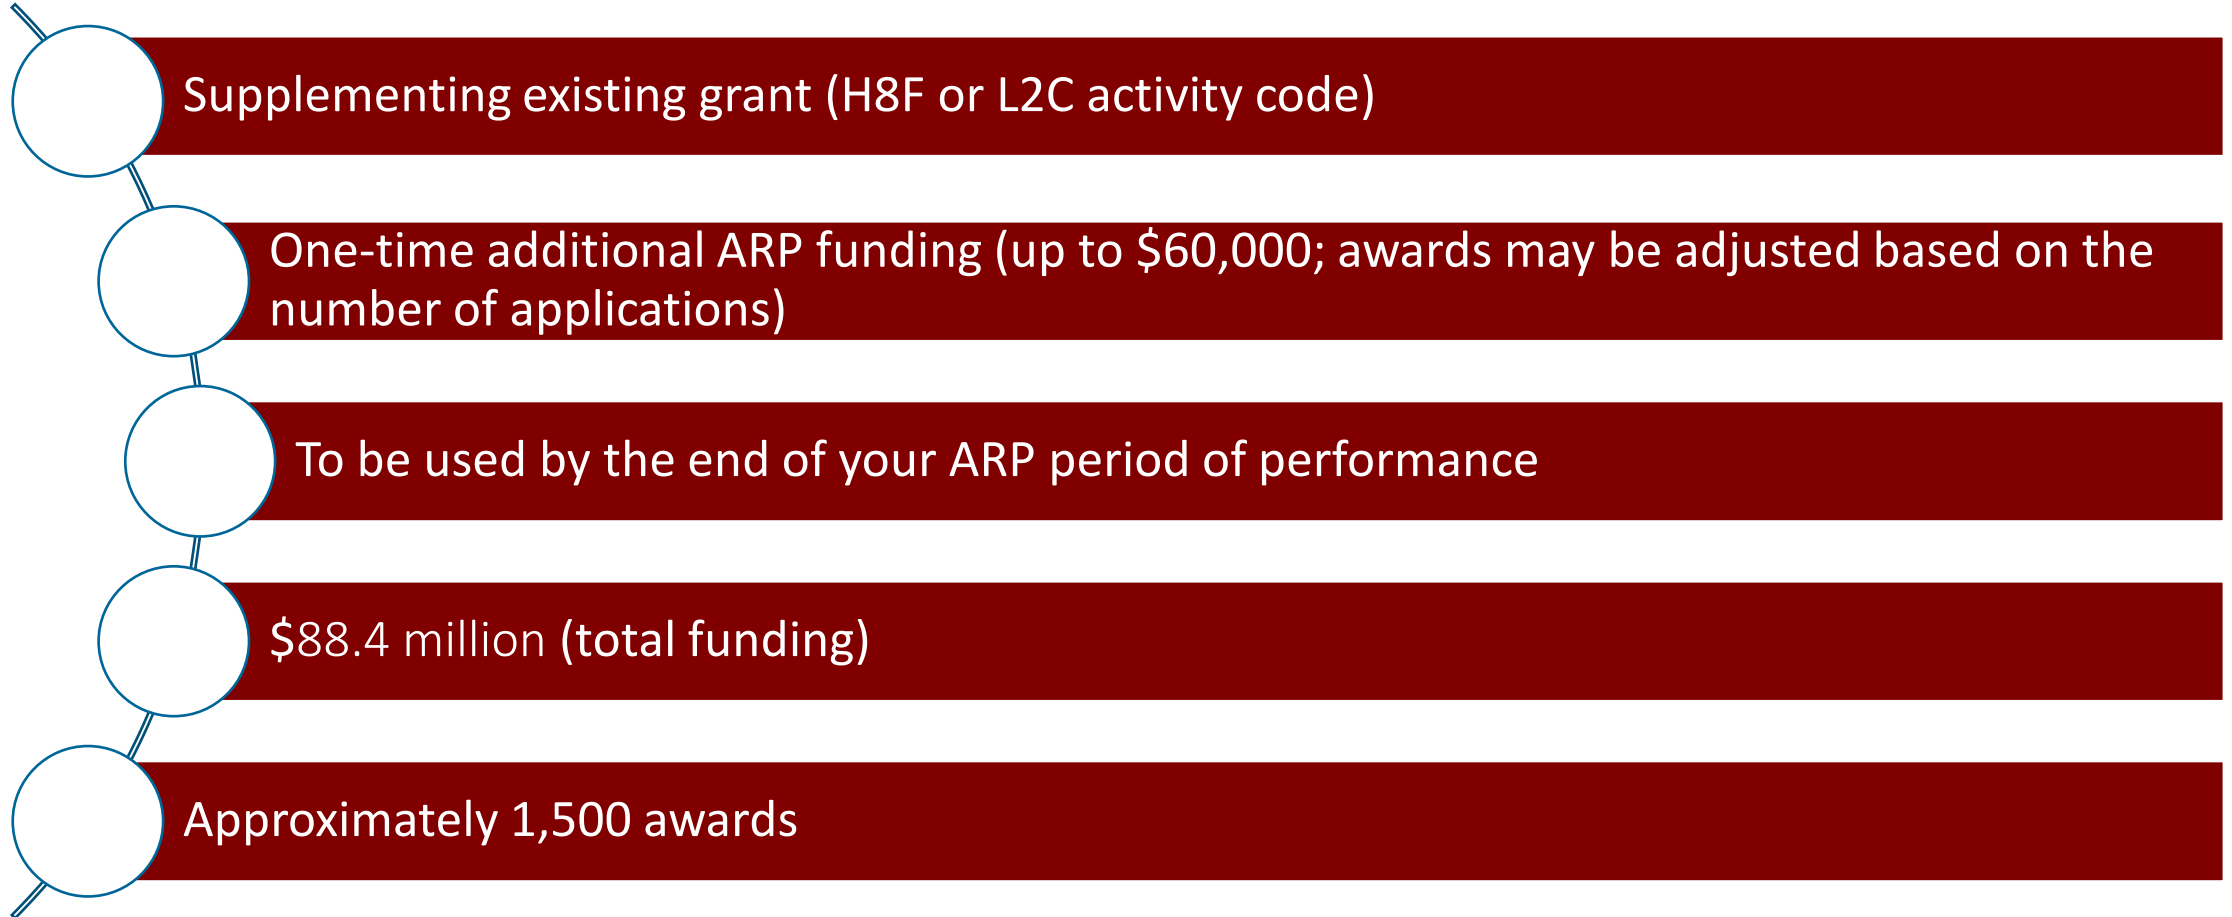 Supplementing existing grant (H8F or L2C activity code)
One-time additional ARP funding (up to $60,000; awards may be adjusted based on the
number of applications)
To be used by the end of your ARP period of performance
$88.4 million (total funding)
Approximately 1,500 awards